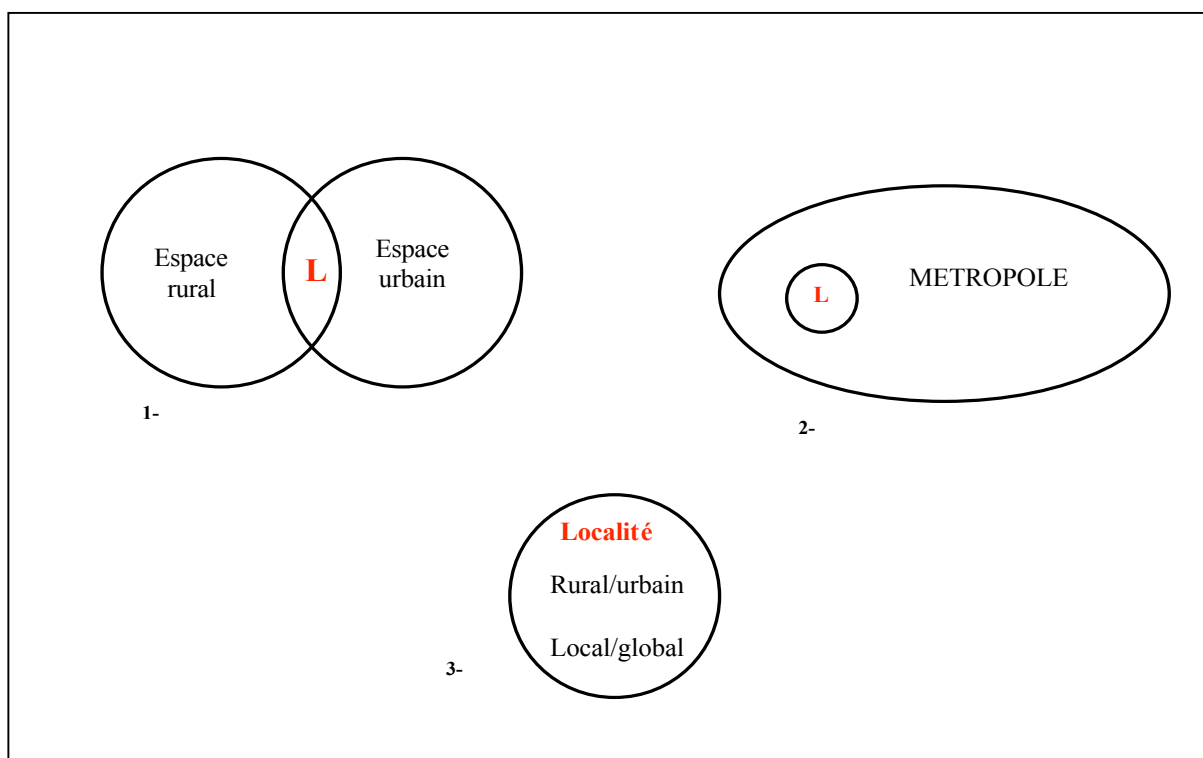 Espace
rural
L
Espace
urbain
1-
L
METROPOLE
2-
Localité
Rural/urbain
Local/global
3-